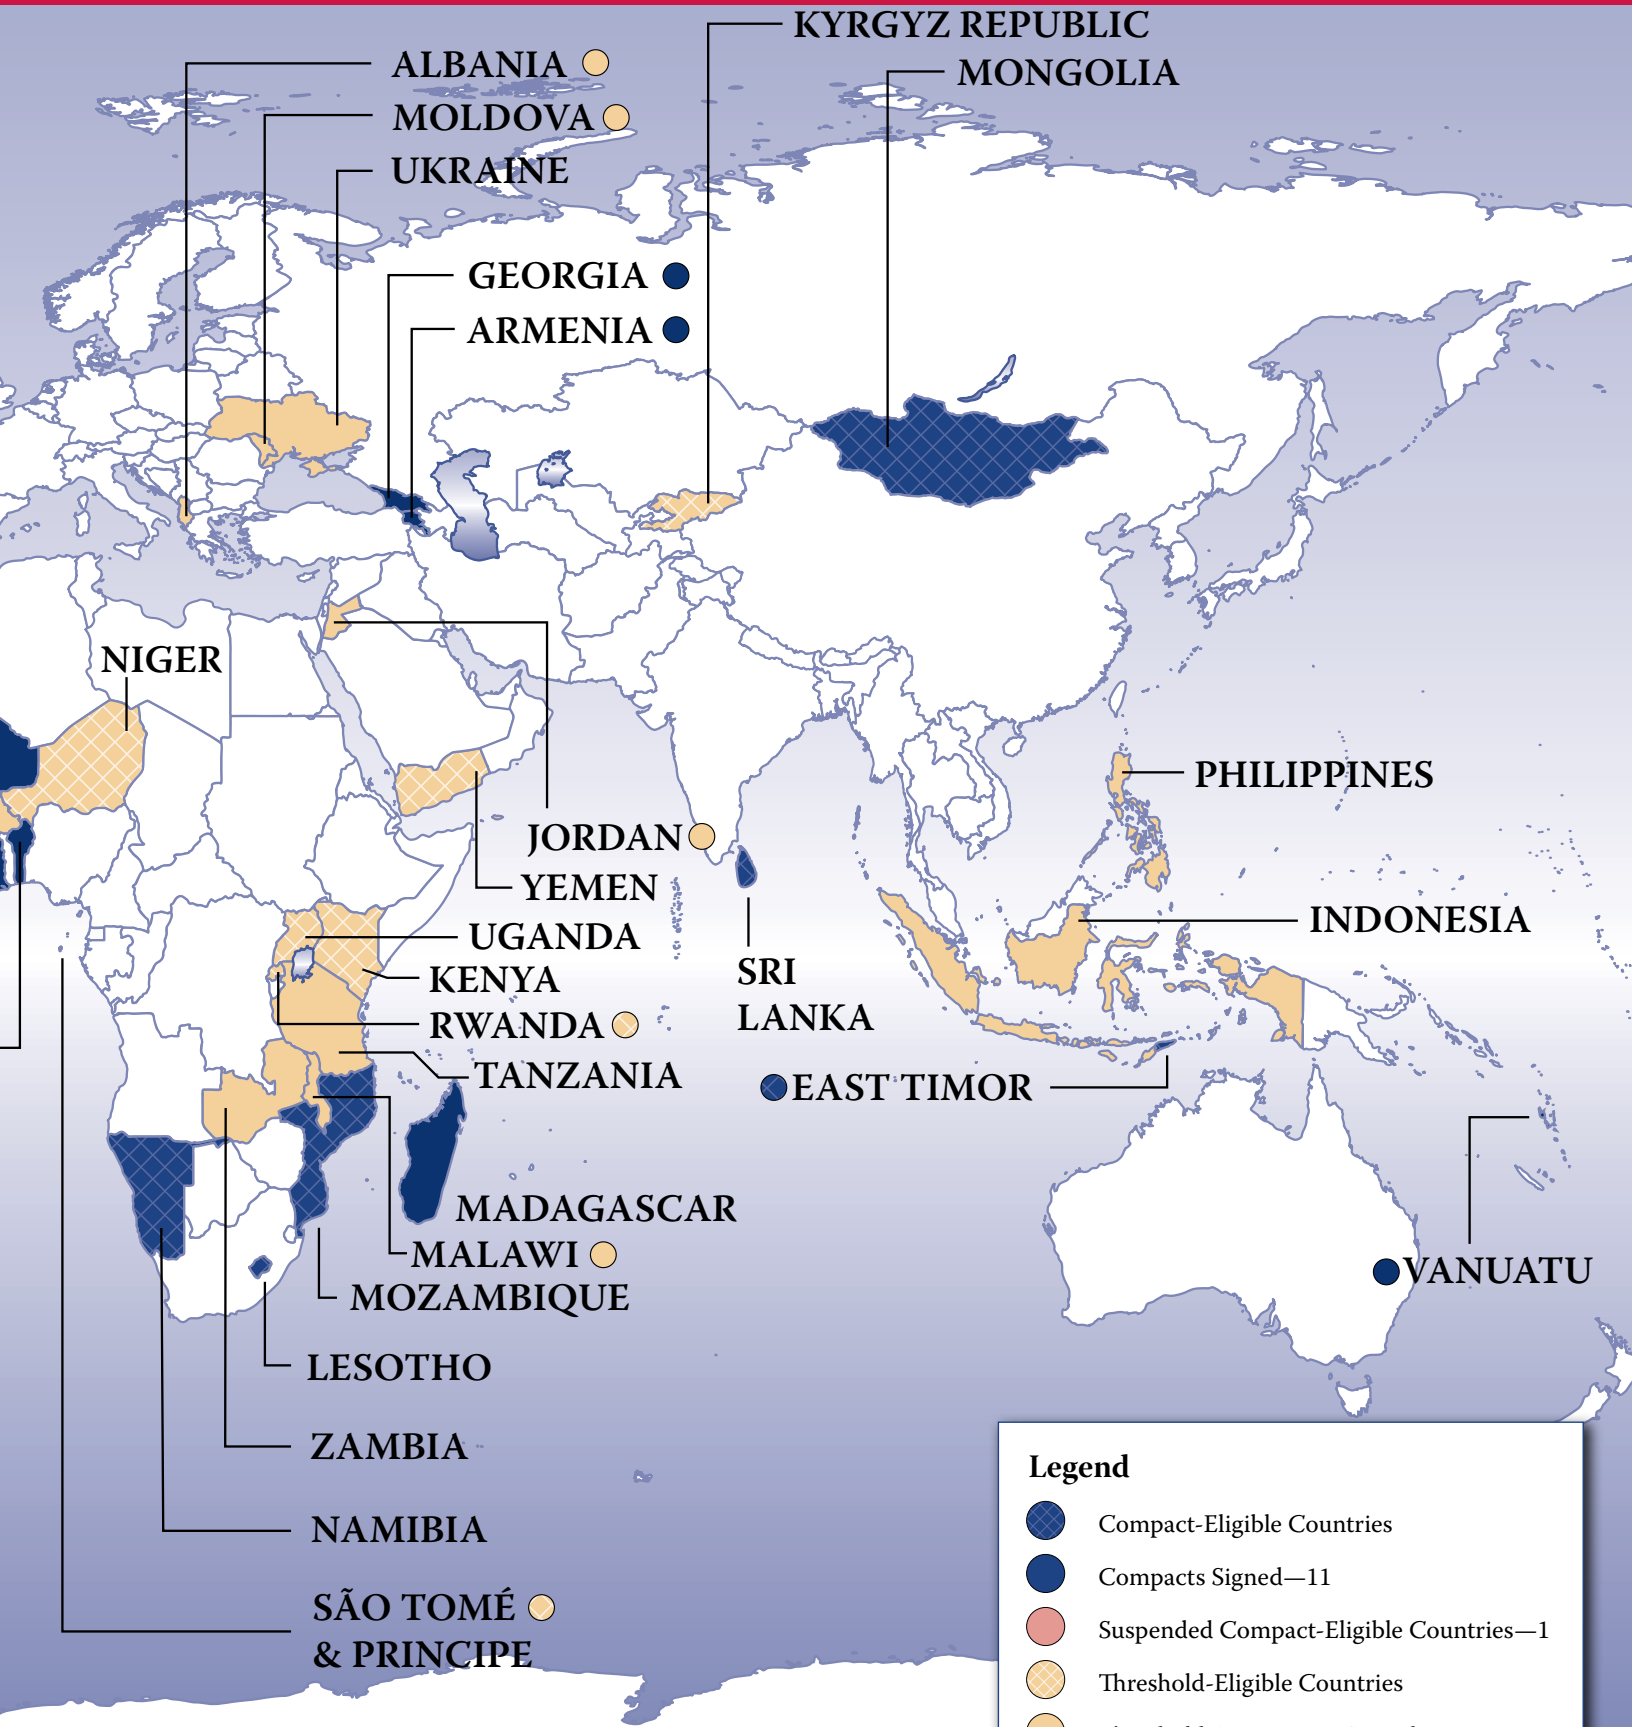 KYRGYZ REPUBLIC
ALBANIA
MONGOLIA
MOLDOVA
UKRAINE
GEORGIA
ARMENIA
NIGER
PHILIPPINES
JORDAN
YEMEN
INDONESIA
UGANDA
SRI
LANKA
KENYA
RWANDA
TANZANIA
EAST TIMOR
MADAGASCAR
MALAWI
VANUATU
MOZAMBIQUE
LESOTHO
ZAMBIA
NAMIBIA
SÃO TOMÉ
& PRINCIPE
Legend
Compact-Eligible Countries
Compacts Signed—11
Suspended Compact-Eligible Countries—1
Threshold-Eligible Countries